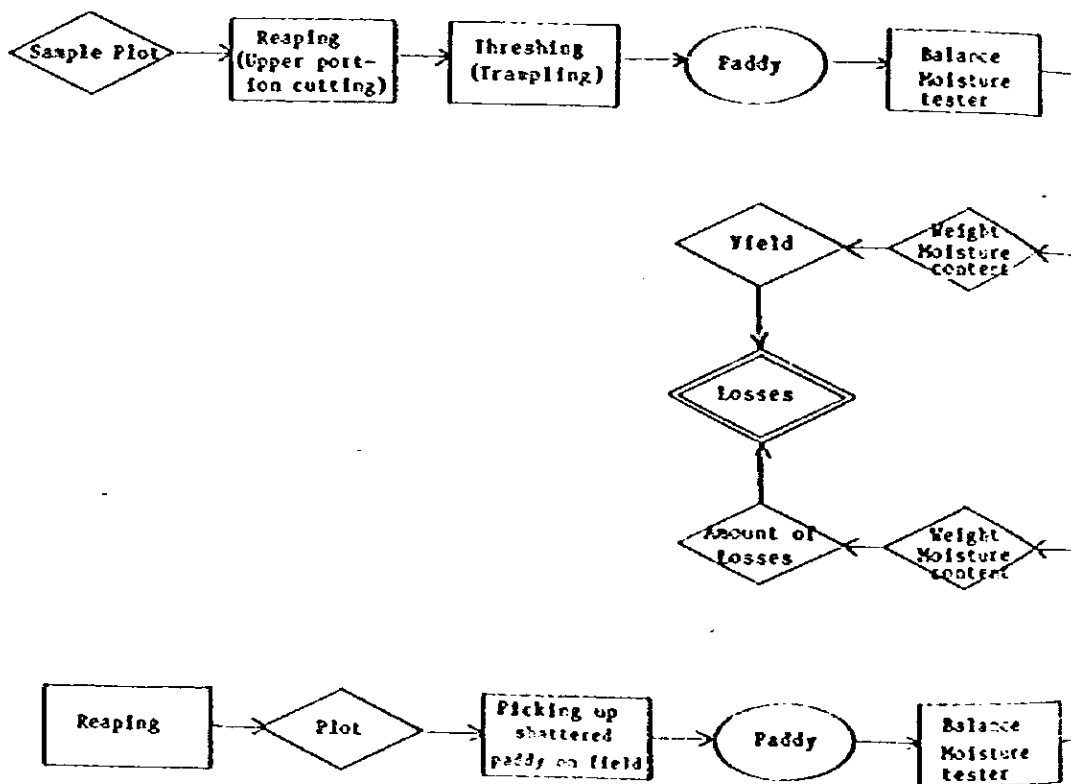 Sample Plot
Reaping
(Upper port-
ion cutting)
Threshing
(Trampling)
Paddy
Balance
Moisture
tester
Yield
Weight
Moisture
content
Losses
Amount of
Losses
Weight
Moisture
content
Reaping
Plot
Picking up
shattered
paddy on field
Paddy
Balance
Moisture
tester